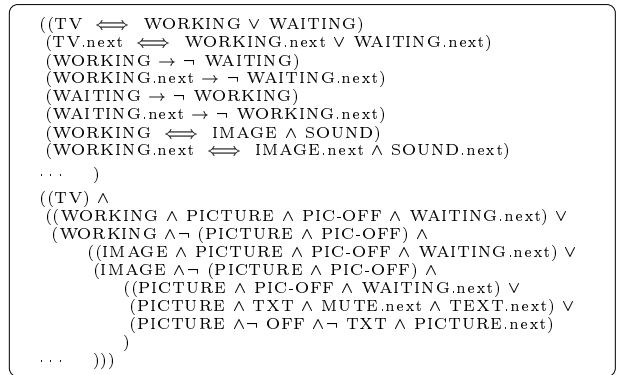 ((TV ⟺ WORKING ∨ WAITING)
(TV.next ⟺ WORKING.next ∨ WAITING.next)
(WORKING → ¬ WAITING)
(WORKING.next → ¬ WAITING.next)
(WAITING → ¬ WORKING)
(WAITING.next → ¬ WORKING.next)
(WORKING ⟺ IMAGE ∧ SOUND)
(WORKING.next ⟺ IMAGE.next ∧ SOUND.next)
... )
((TV) ∧
((WORKING ∧ PICTURE ∧ PIC-OFF ∧ WAITING.next) ∨
(WORKING ∧¬ (PICTURE ∧ PIC-OFF) ∧
((IMAGE ∧ PICTURE ∧ PIC-OFF ∧ WAITING.next) ∨
(IMAGE ∧¬ (PICTURE ∧ PIC-OFF) ∧
((PICTURE ∧ PIC-OFF ∧ WAITING.next) ∨
(PICTURE ∧ TXT ∧ MUTE.next ∧ TEXT.next) ∨
(PICTURE ∧¬ OFF ∧¬ TXT ∧ PICTURE.next)
)
... )))